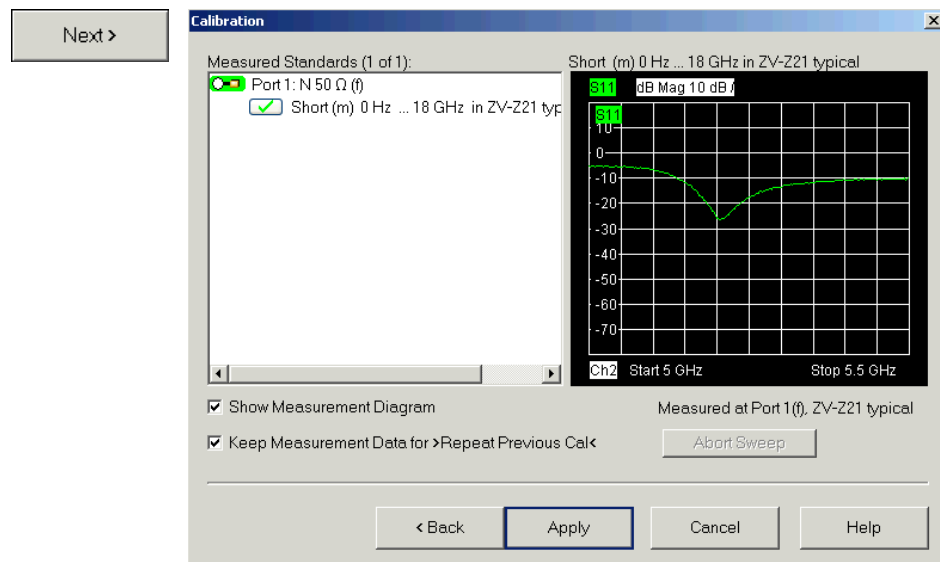 Next >
Calibration
Measured Standards (1 of 1):
Port 1: N 50 Ω (f)
Short (m) 0 Hz ... 18 GHz in ZV-Z21 typ
Short (m) 0 Hz ... 18 GHz in ZV-Z21 typical
S11 dB Mag 10 dB /
S11
10
0
-10
-20
-30
-40
-50
-60
-70
Ch2 Start 5 GHz Stop 5.5 GHz
Show Measurement Diagram
Measured at Port 1(f), ZV-Z21 typical
Keep Measurement Data for >Repeat Previous Cal<
Abort Sweep
< Back
Apply
Cancel
Help